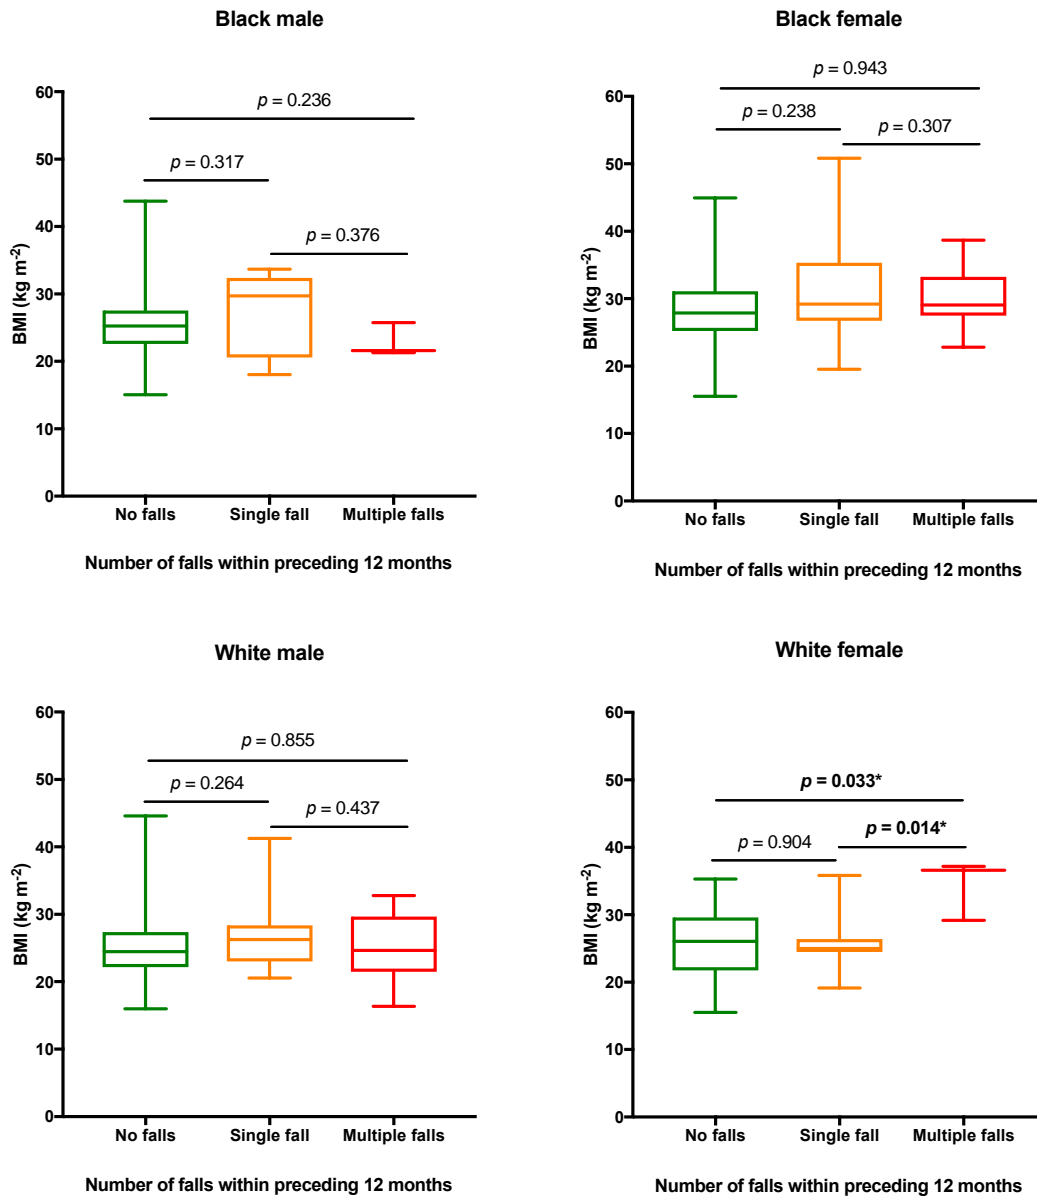 Black male
60
50
40
30
20
10
0
BMI (kg m-2)
p = 0.236
p = 0.317
p = 0.376
No falls Single fall Multiple falls
Number of falls within preceding 12 months
Black female
60
50
40
30
20
10
0
BMI (kg m-2)
p = 0.943
p = 0.238
p = 0.307
No falls Single fall Multiple falls
Number of falls within preceding 12 months
White male
60
50
40
30
20
10
0
BMI (kg m-2)
p = 0.855
p = 0.264
p = 0.437
No falls Single fall Multiple falls
Number of falls within preceding 12 months
White female
60
50
40
30
20
10
0
BMI (kg m-2)
p = 0.033*
p = 0.014*
p = 0.904
No falls Single fall Multiple falls
Number of falls within preceding 12 months